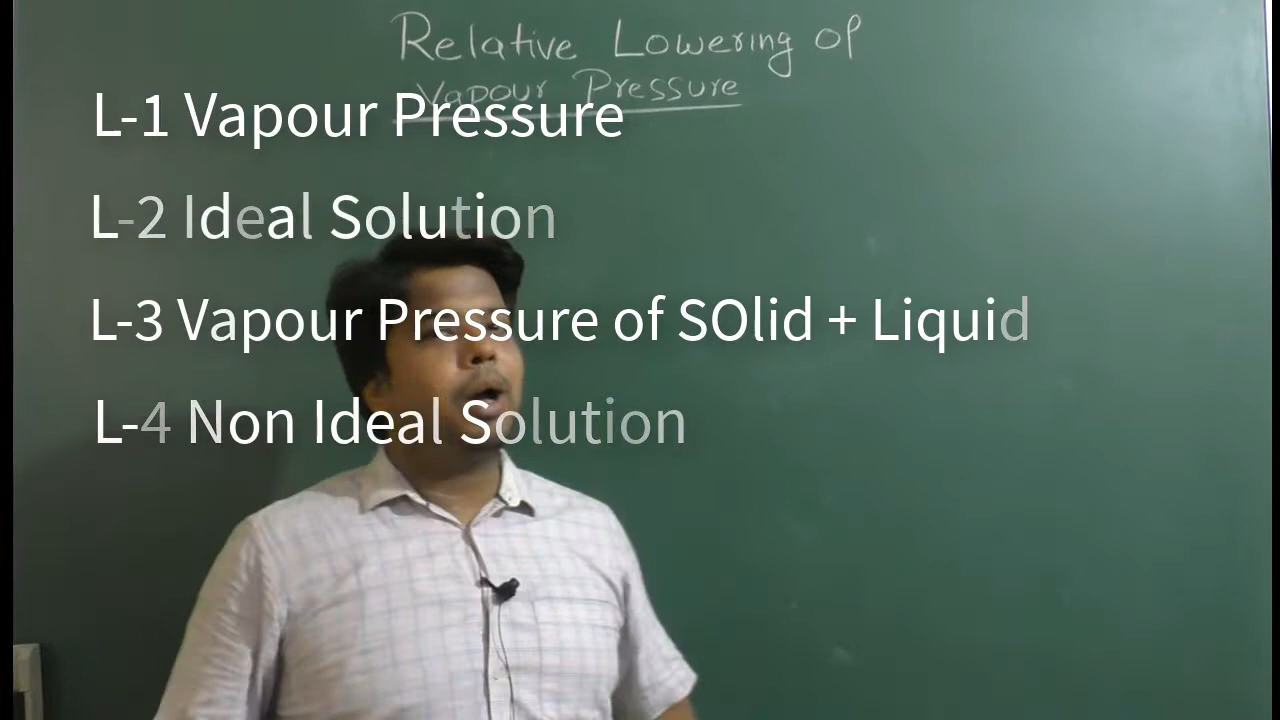 Relative Lowering of
Vapour Pressure
L-1 Vapour Pressure
L-2 Ideal Solution
L-3 Vapour Pressure of SOlid + Liquid
L-4 Non Ideal Solution